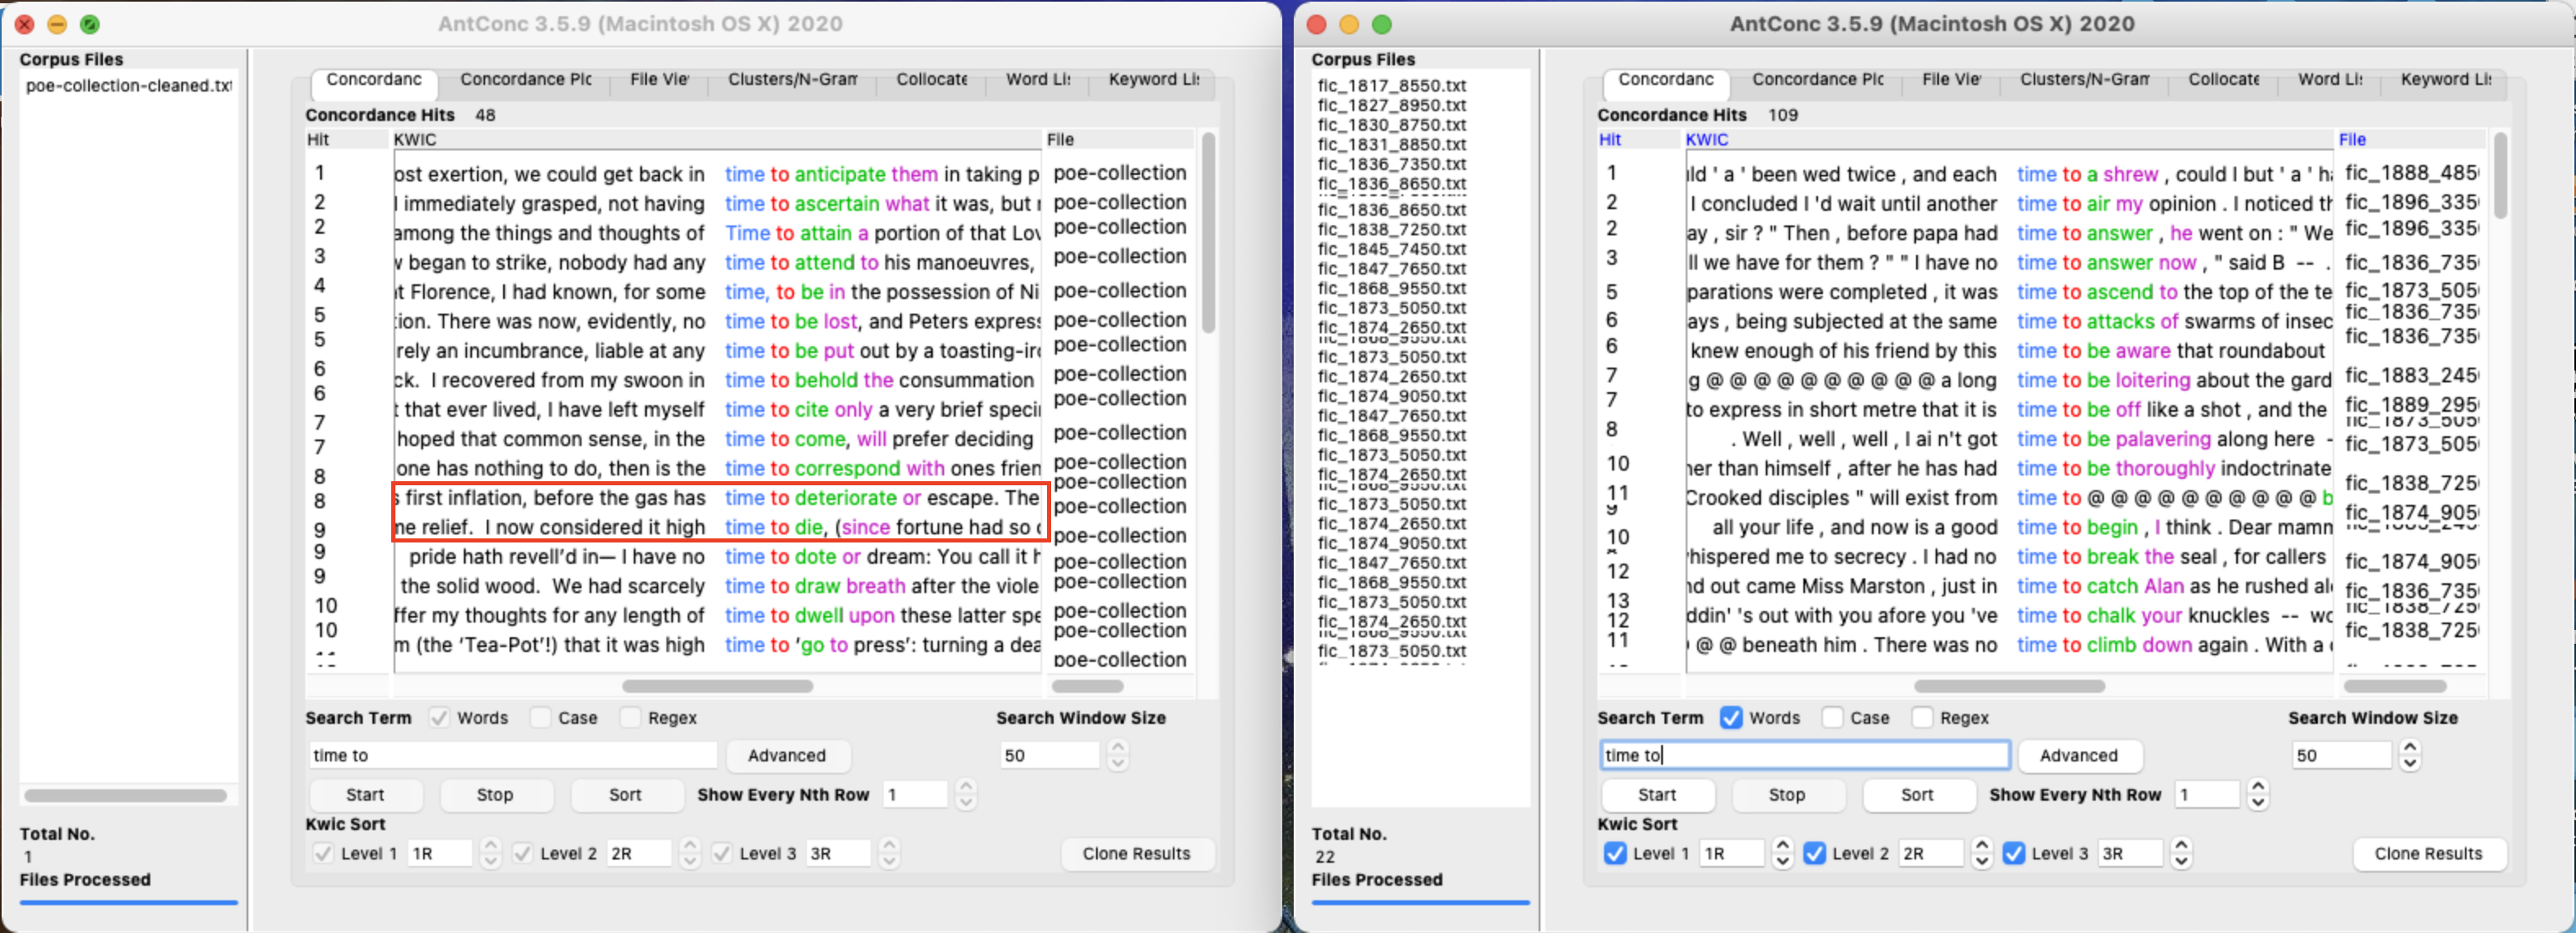 AntConc 3.5.9 (Macintosh OS X) 2020
Corpus Files
poe-collection-cleaned.txt
Concordanc Concordance Plc File Vie Clusters/N-Gram Collocate Word Li Keyword Li
Concordance Hits 48
Hit KWIC File
1 ost exertion, we could get back in time to anticipate them in taking p poe-collection
2 I immediately grasped, not having time to ascertain what it was, but poe-collection
2 among the things and thoughts of Time to attain a portion of that Lov poe-collection
3 began to strike, nobody had any time to attend to his manoeuvres, poe-collection
4 t Florence, I had known, for some time, to be in the possession of Ni poe-collection
5 tion. There was now, evidently, no time to be lost, and Peters express poe-collection
5 rely an incumbrance, liable at any time to be put out by a toasting-iro poe-collection
6 ck. I recovered from my swoon in time to behold the consummation poe-collection
6 t that ever lived, I have left myself time to cite only a very brief speci poe-collection
7 hoped that common sense, in the time to come, will prefer deciding poe-collection
7 one has nothing to do, then is the time to correspond with ones frien poe-collection
8 s first inflation, before the gas has time to deteriorate or escape. The poe-collection
8 me relief. I now considered it high time to die, (since fortune had so poe-collection
9 pride hath revell’d in— I have no time to dote or dream: You call it h poe-collection
9 the solid wood. We had scarcely time to draw breath after the viole poe-collection
9 ffer my thoughts for any length of time to dwell upon these latter spe poe-collection
10 m (the ‘Tea-Pot’!) that it was high time to ‘go to press’: turning a dea poe-collection
10 poe-collection
Search Term Words Case Regex Search Window Size
time to Advanced 50
Start Stop Sort Show Every Nth Row 1
Kwic Sort
Level 1 1R Level 2 2R Level 3 3R Clone Results
Total No.
1
Files Processed
AntConc 3.5.9 (Macintosh OS X) 2020
Corpus Files
fic_1817_8550.txt
fic_1827_8950.txt
fic_1830_8750.txt
fic_1831_8850.txt
fic_1836_7350.txt
fic_1836_8650.txt
fic_1836_8650.txt
fic_1838_7250.txt
fic_1845_7450.txt
fic_1847_7650.txt
fic_1868_9550.txt
fic_1873_5050.txt
fic_1874_2650.txt
fic_1868_9550.txt
fic_1873_5050.txt
fic_1874_2650.txt
fic_1874_9050.txt
fic_1847_7650.txt
fic_1868_9550.txt
fic_1873_5050.txt
fic_1874_2650.txt
fic_1868_9550.txt
fic_1873_5050.txt
fic_1874_2650.txt
fic_1874_9050.txt
fic_1847_7650.txt
fic_1868_9550.txt
fic_1873_5050.txt
fic_1874_2650.txt
fic_1868_9550.txt
fic_1873_5050.txt
Concordanc Concordance Plc File Vie Clusters/N-Gram Collocate Word Li Keyword Li
Concordance Hits 109
Hit KWIC File
1 ld ' a ' been wed twice , and each time to a shrew , could I but ' a ' ha fic_1888_485
2 I concluded I 'd wait until another time to air my opinion . I noticed th fic_1896_335
2 ay , sir ? " Then , before papa had time to answer , he went on : " We fic_1896_335
3 ll we have for them ? " " I have no time to answer now , " said B -- . fic_1836_735
5 parations were completed , it was time to ascend to the top of the te fic_1873_505
6 ays , being subjected at the same time to attacks of swarms of insec fic_1836_735
6 knew enough of his friend by this time to be aware that roundabout fic_1836_735
7 g @ @ @ @ @ @ @ @ @ @ a long time to be loitering about the gard fic_1883_245
7 to express in short metre that it is time to be off like a shot , and the fic_1889_295
8 . Well , well , well , I ai n't got time to be palavering along here - fic_1873_505
10 her than himself , after he has had time to be thoroughly indoctrinate fic_1838_725
11 Crooked disciples " will exist from time to @ @ @ @ @ @ @ @ @ @ b fic_1874_905
10 all your life , and now is a good time to begin , I think . Dear mamm
12 hispered me to secrecy . I had no time to break the seal , for callers fic_1874_905
13 nd out came Miss Marston , just in time to catch Alan as he rushed al fic_1836_735
12 ddin' 's out with you afore you 've time to chalk your knuckles -- wo fic_1838_725
11 @ @ beneath him . There was no time to climb down again . With a fic_1838_725
Search Term Words Case Regex Search Window Size
time to Advanced 50
Start Stop Sort Show Every Nth Row 1
Kwic Sort
Level 1 1R Level 2 2R Level 3 3R Clone Results
Total No.
22
Files Processed